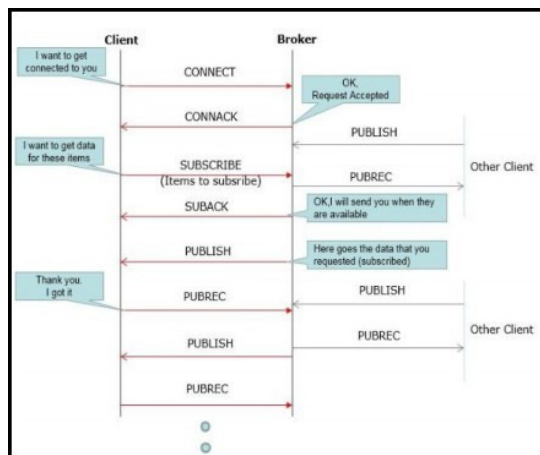 Client
Broker
I want to get
connected to you
CONNECT
OK,
Request Accepted
CONNACK
PUBLISH
I want to get data
for these items
SUBSCRIBE
(Items to subsribe)
PUBREC
Other Client
SUBACK
OK,I will send you when they
are available
PUBLISH
Here goes the data that you
requested (subscribed)
Thank you.
I got it
PUBREC
PUBLISH
Other Client
PUBLISH
PUBREC
PUBREC